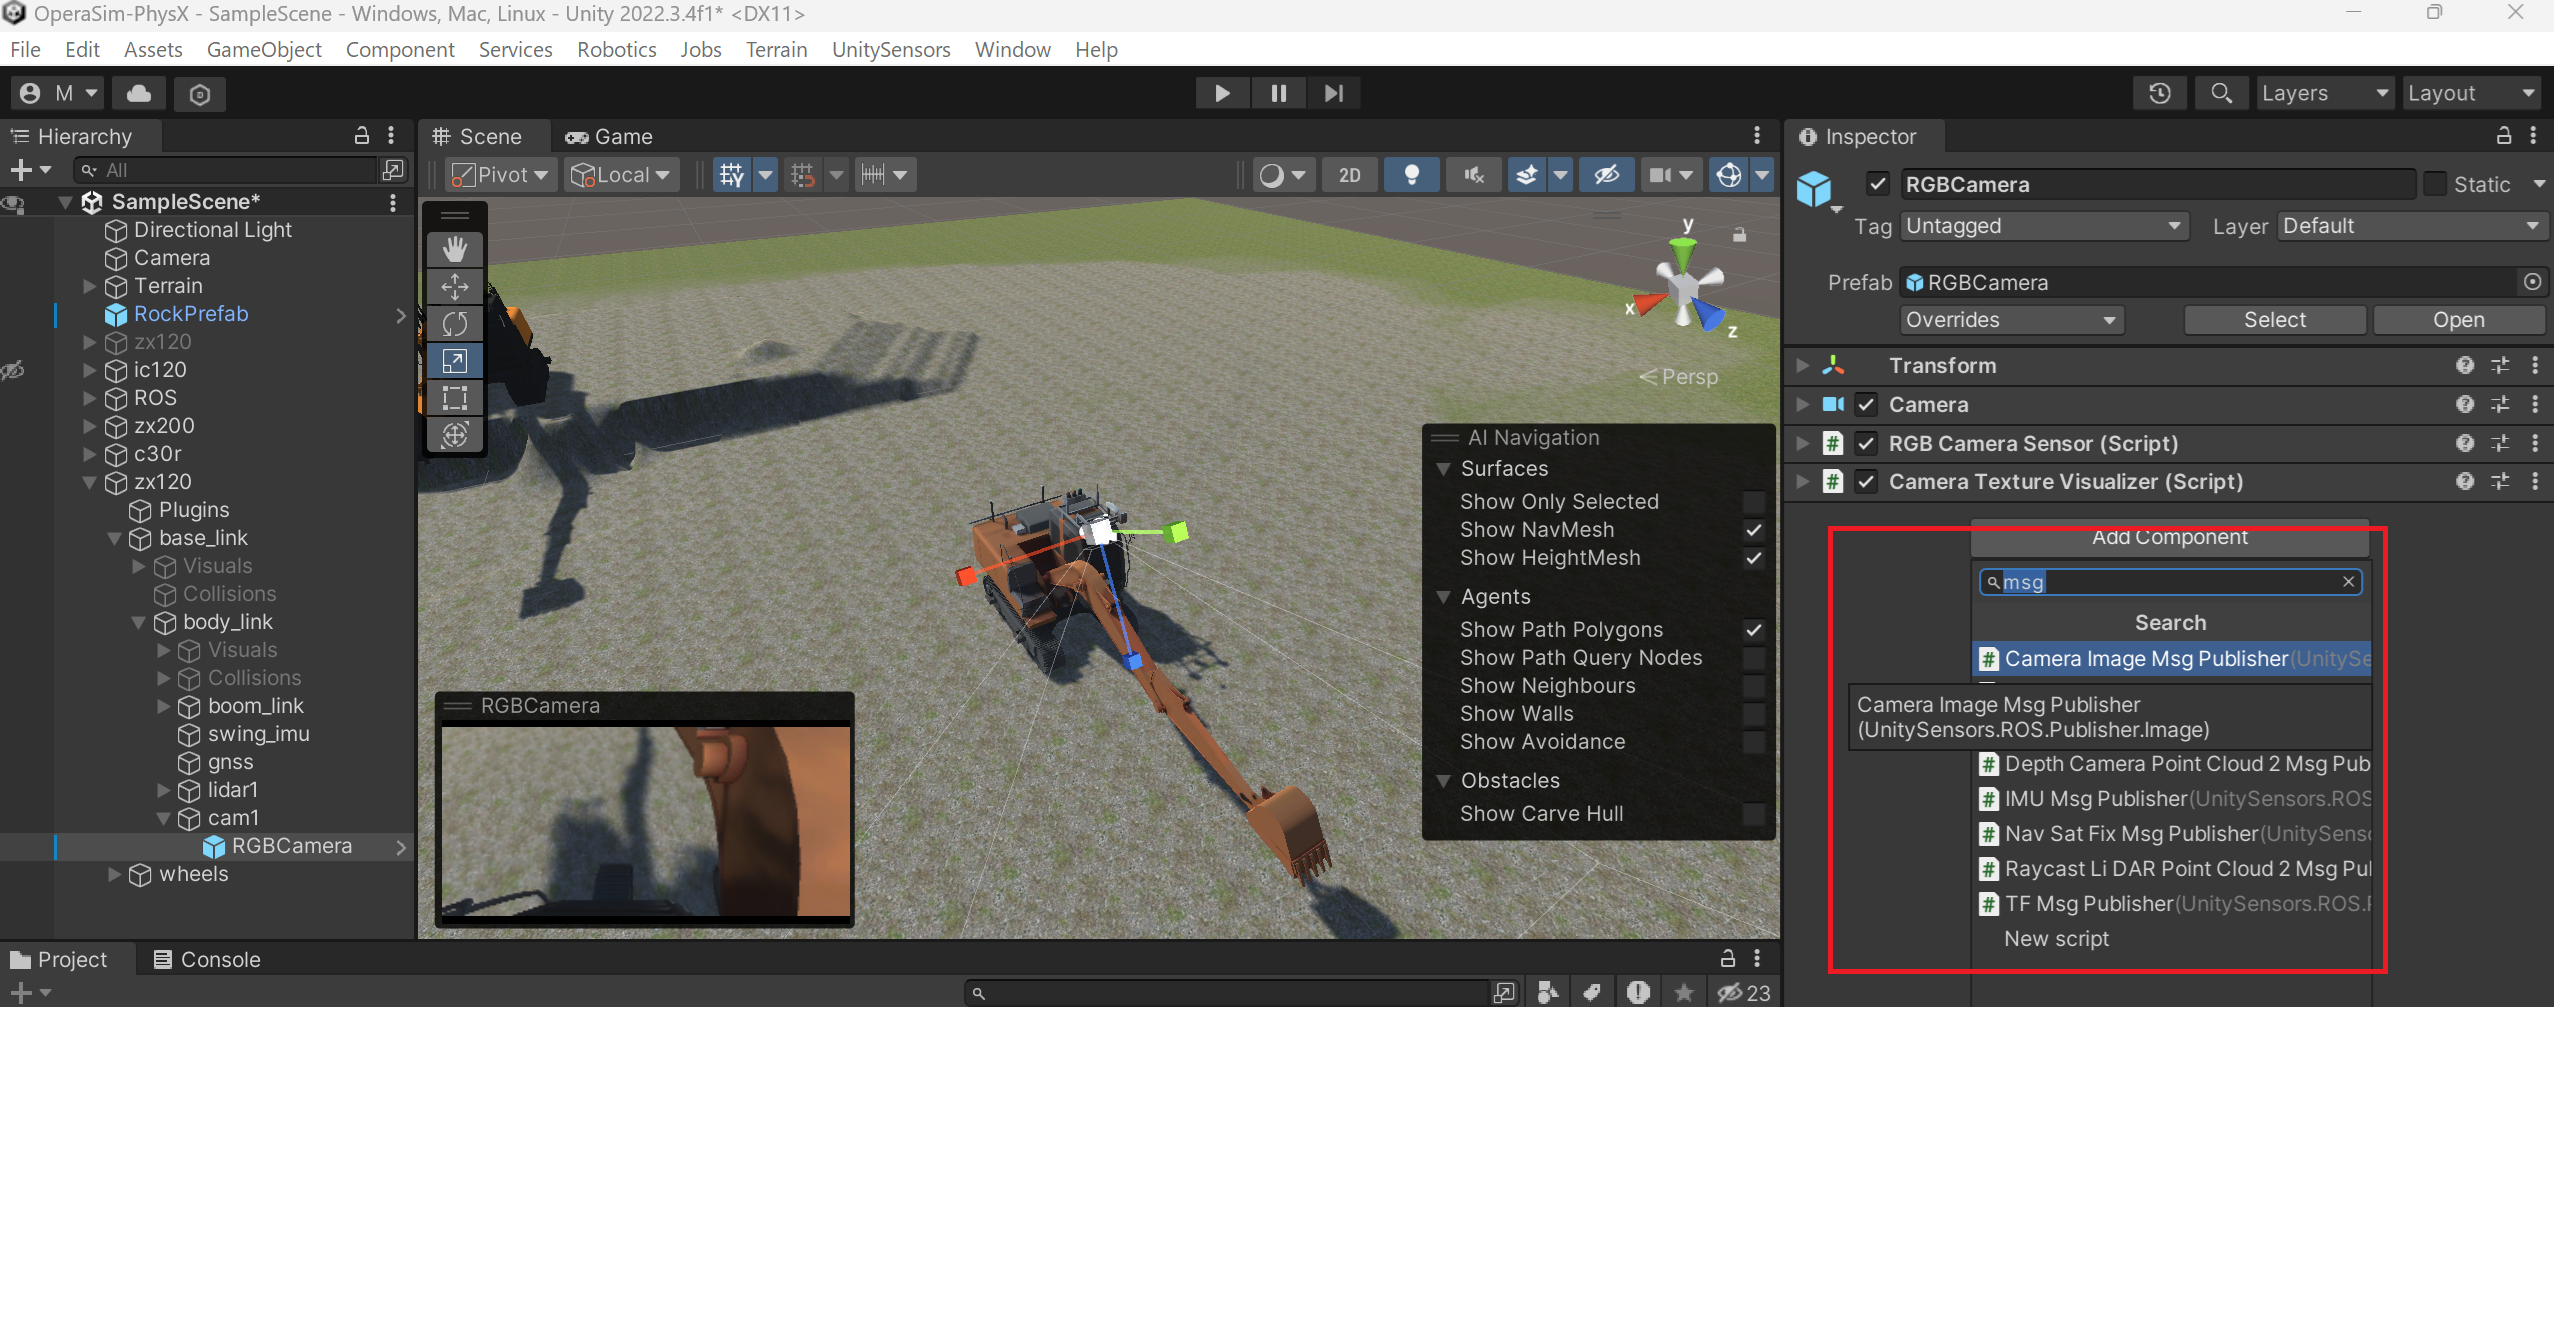 OperaSim-PhysX - SampleScene - Windows, Mac, Linux - Unity 2022.3.4f1* <DX11>
File Edit Assets GameObject Component Services Robotics Jobs Terrain UnitySensors Window Help
M
Layers
Layout
Hierarchy
All
SampleScene*
Directional Light
Camera
Terrain
RockPrefab
zx120
ic120
ROS
zx200
c30r
zx120
Plugins
base_link
Visuals
Collisions
body_link
Visuals
Collisions
boom_link
swing_imu
gnss
lidar1
cam1
RGBCamera
wheels
Scene
Game
Pivot
Local
2D
y
x
z
Persp
AI Navigation
Surfaces
Show Only Selected
Show NavMesh
Show HeightMesh
Agents
Show Path Polygons
Show Path Query Nodes
Show Neighbours
Show Walls
Show Avoidance
Obstacles
Show Carve Hull
RGBCamera
Inspector
RGBCamera
Static
Tag Untagged
Layer Default
Prefab RGBCamera
Overrides
Select
Open
Transform
Camera
RGB Camera Sensor (Script)
Camera Texture Visualizer (Script)
Add Component
msg
Search
Camera Image Msg Publisher(UnitySe
Camera Image Msg Publisher
(UnitySensors.ROS.Publisher.Image)
Depth Camera Point Cloud 2 Msg Pub
IMU Msg Publisher(UnitySensors.ROS
Nav Sat Fix Msg Publisher(UnitySens
Raycast Li DAR Point Cloud 2 Msg Pu
TF Msg Publisher(UnitySensors.ROS.
New script
Project
Console
23